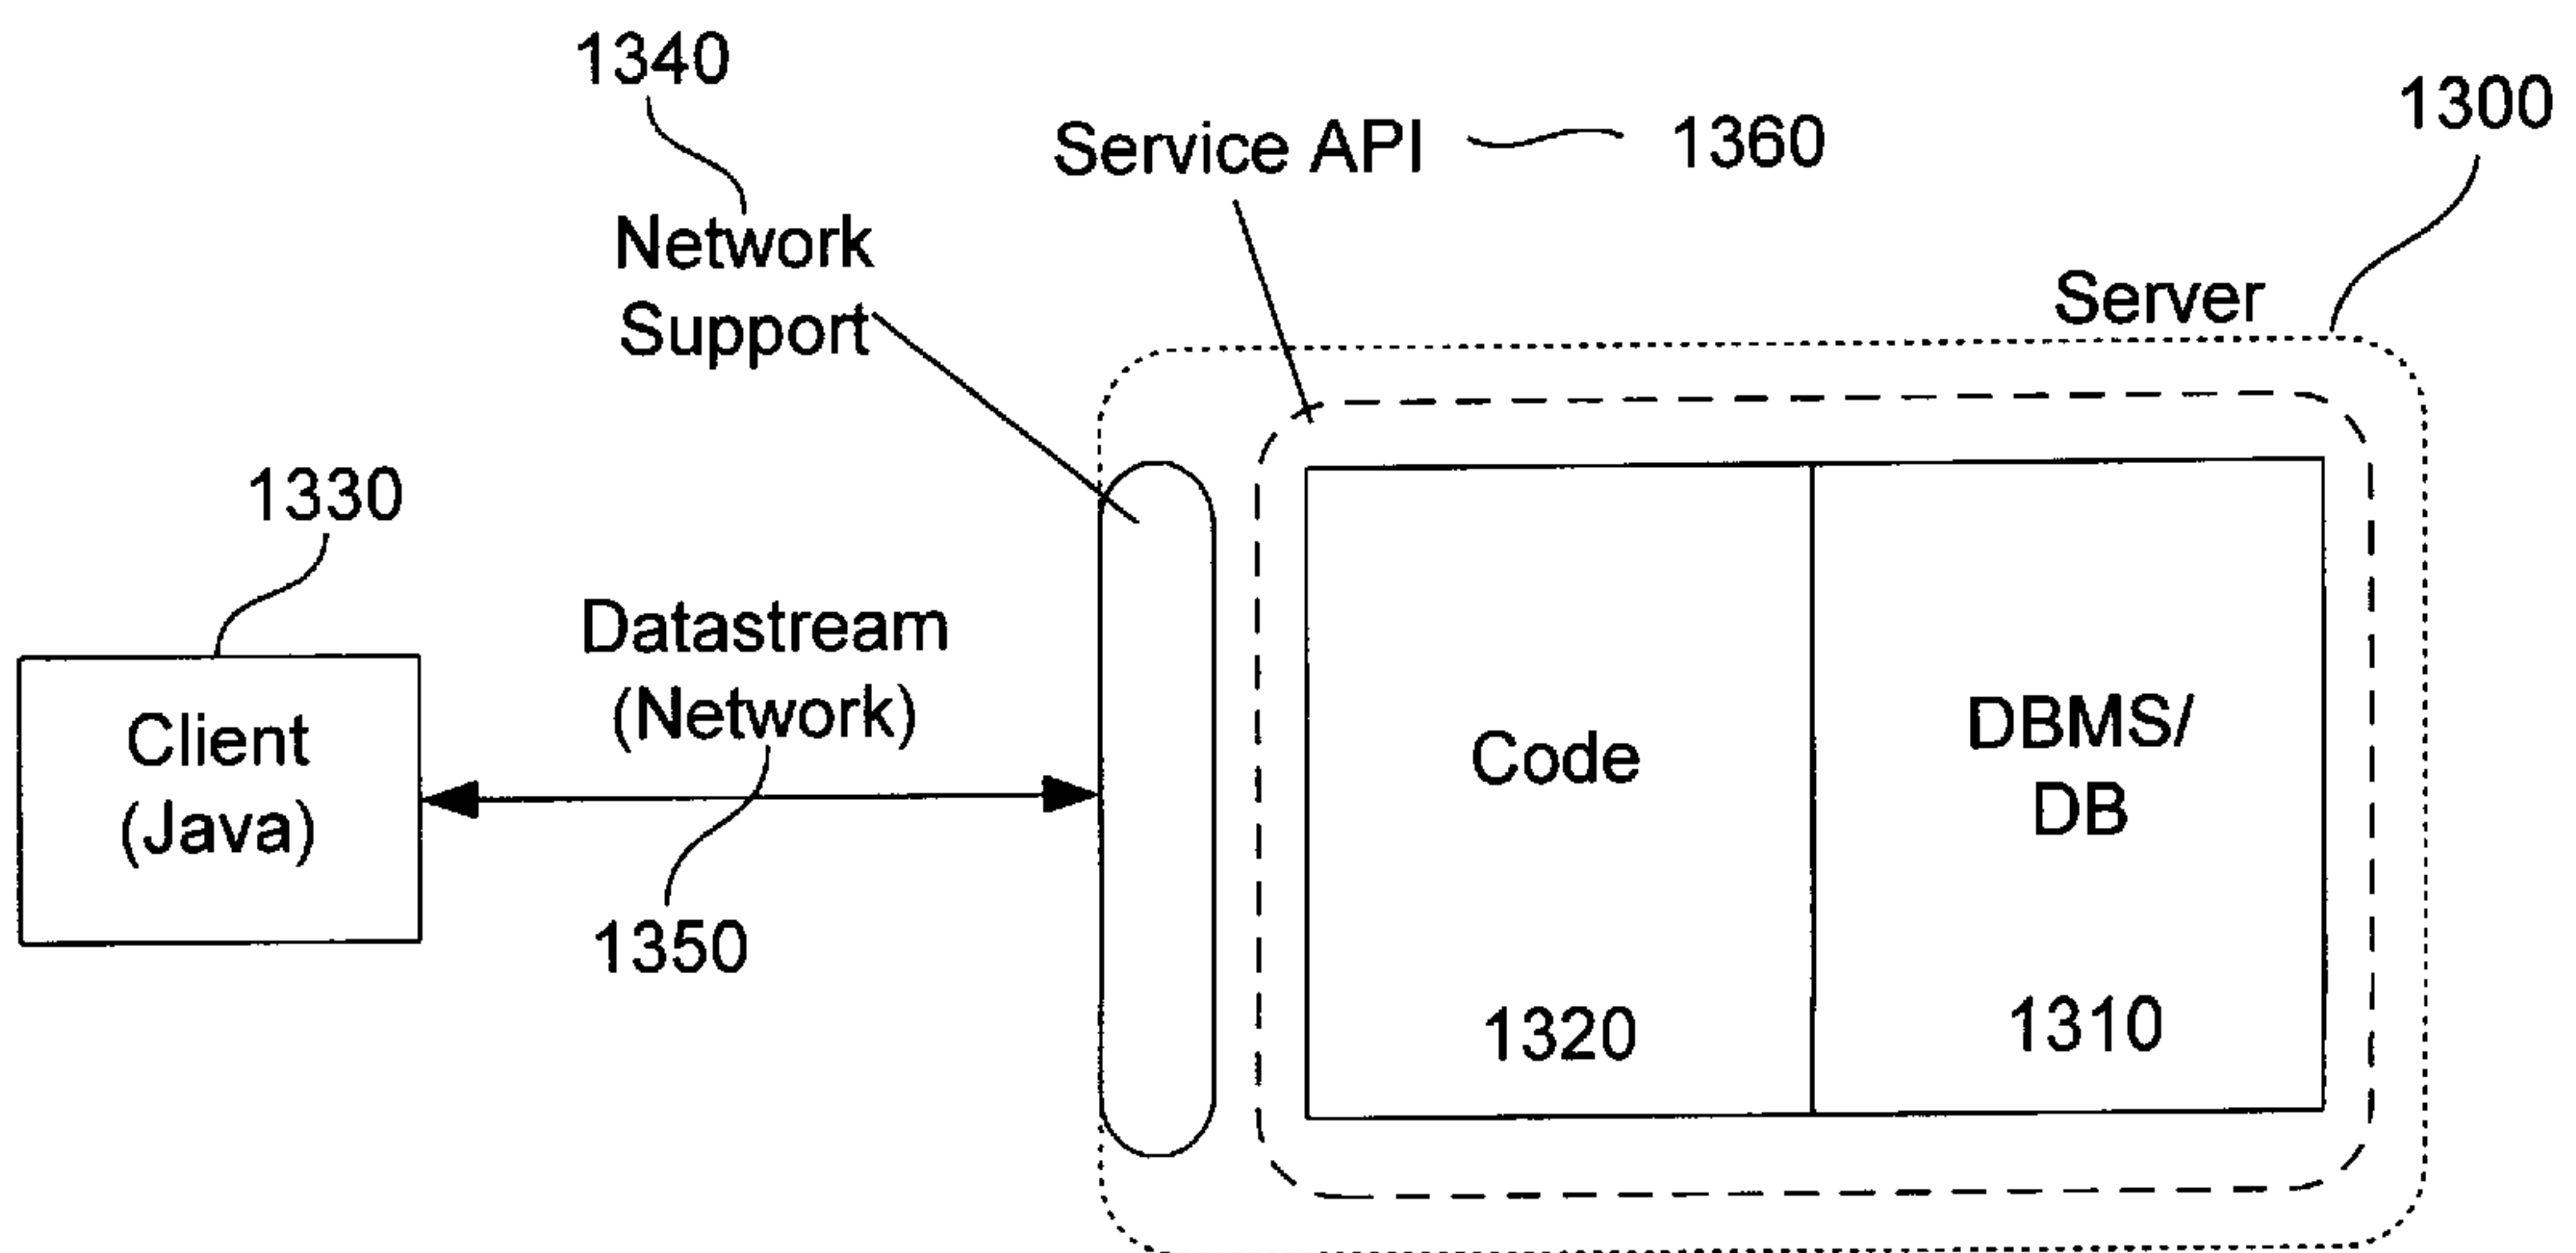 1340
1300
Service API
1360
Network
Support
Server
1330
Datastream
(Network)
Client
(Java)
Code
DBMS/
DB
1350
1320
1310